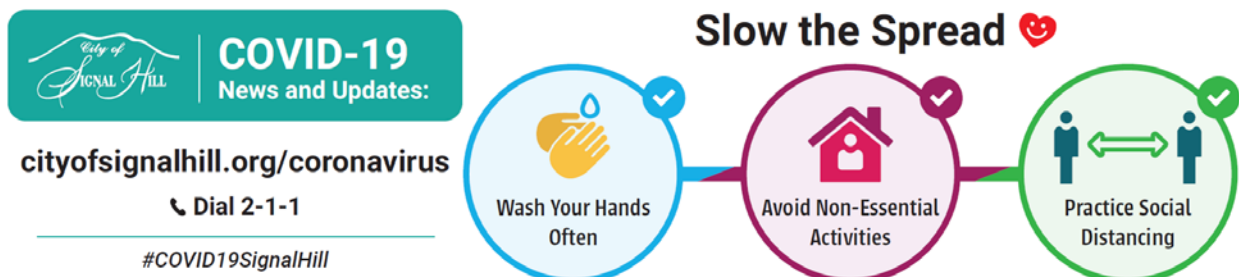 City of
Signal Hill
COVID-19
News and Updates:
cityofsignalhill.org/coronavirus
Dial 2-1-1
#COVID19SignalHill
Slow the Spread
Wash Your Hands
Often
Avoid Non-Essential
Activities
Practice Social
Distancing